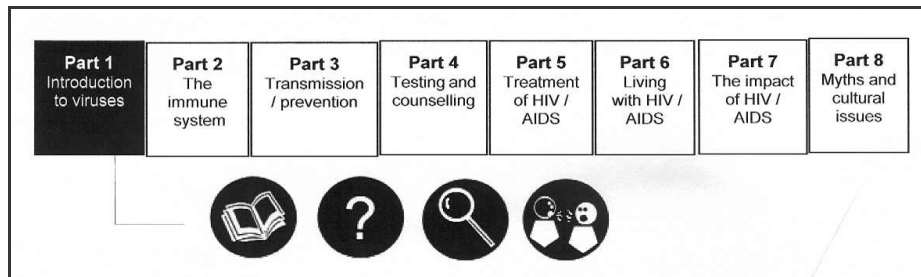 Part 1
Introduction
to viruses
Part 2
The
immune
system
Part 3
Transmission
/ prevention
Part 4
Testing and
counselling
Part 5
Treatment
of HIV /
AIDS
Part 6
Living
with HIV /
AIDS
Part 7
The impact
of HIV /
AIDS
Part 8
Myths and
cultural
issues
?